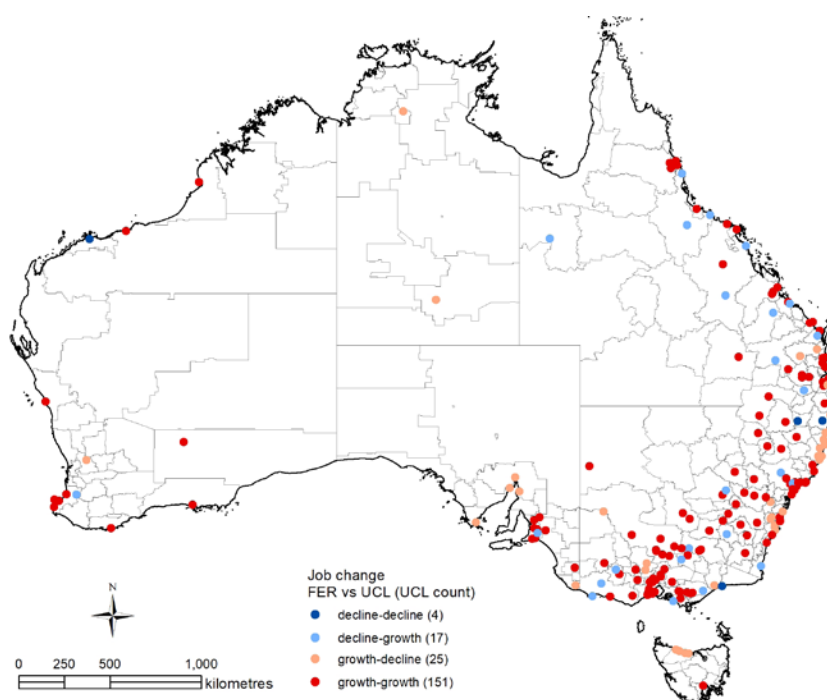 Job change
FER vs UCL (UCL count)
N
decline-decline (4)
decline-growth (17)
growth-decline (25)
growth-growth (151)
0 250 500 1,000
kilometres